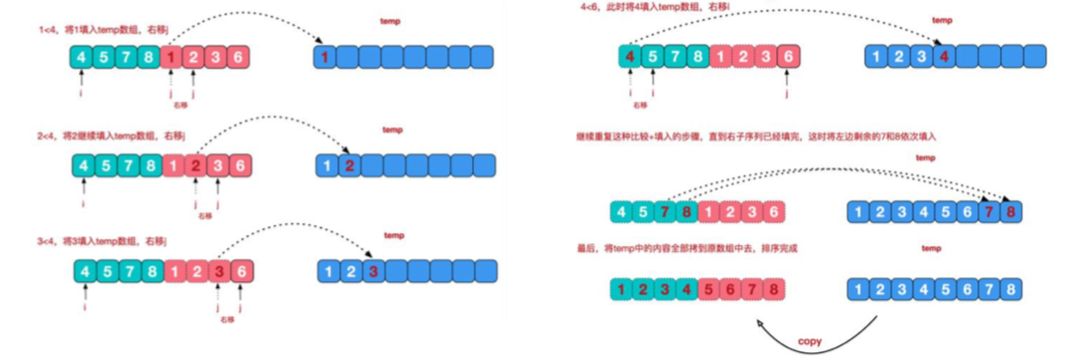 1<4，将1填入temp数组，右移j
temp
4 5 7 8 1 2 3 6
1
i
j
j
右移
2<4，将2继续填入temp数组，右移j
temp
4 5 7 8 1 2 3 6
1 2
i
j
j
右移
3<4，将3填入temp数组，右移j
temp
4 5 7 8 1 2 3 6
1 2 3
i
j
j
右移
4<6，此时将4填入temp数组，右移i
temp
4 5 7 8 1 2 3 6
1 2 3 4
i
i
j
右移
继续重复这种比较+填入的步骤，直到右子序列已经填完，这时将左边剩余的7和8依次填入
temp
4 5 7 8 1 2 3 6
1 2 3 4 5 6 7 8
最后，将temp中的内容全部拷到原数组中去，排序完成
temp
1 2 3 4 5 6 7 8
1 2 3 4 5 6 7 8
copy